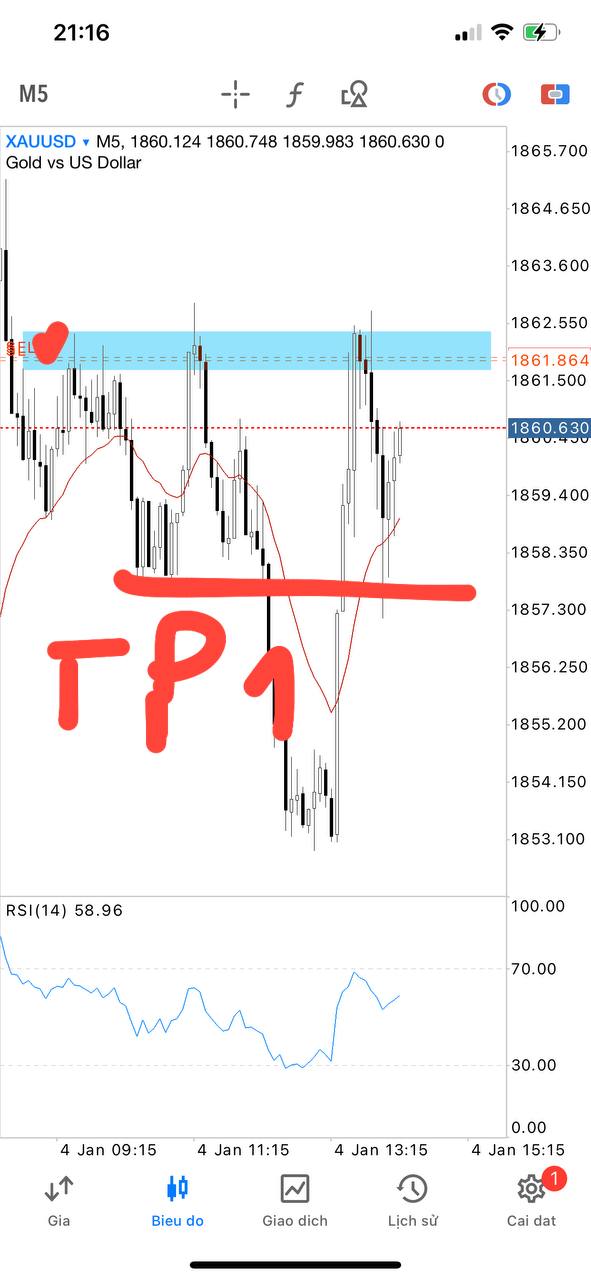 21:16
M5
XAUUSD M5, 1860.124 1860.748 1859.983 1860.630 0
Gold vs US Dollar
1865.700
1864.650
1863.600
1862.550
1861.864
1861.500
1860.630
1859.400
1858.350
1857.300
TP1
1856.250
1855.200
1854.150
1853.100
RSI(14) 58.96
100.00
70.00
30.00
0.00
4 Jan 09:15 4 Jan 11:15 4 Jan 13:15 4 Jan 15:15
1
Gia Bieu do Giao dich Lịch sử Cai dat